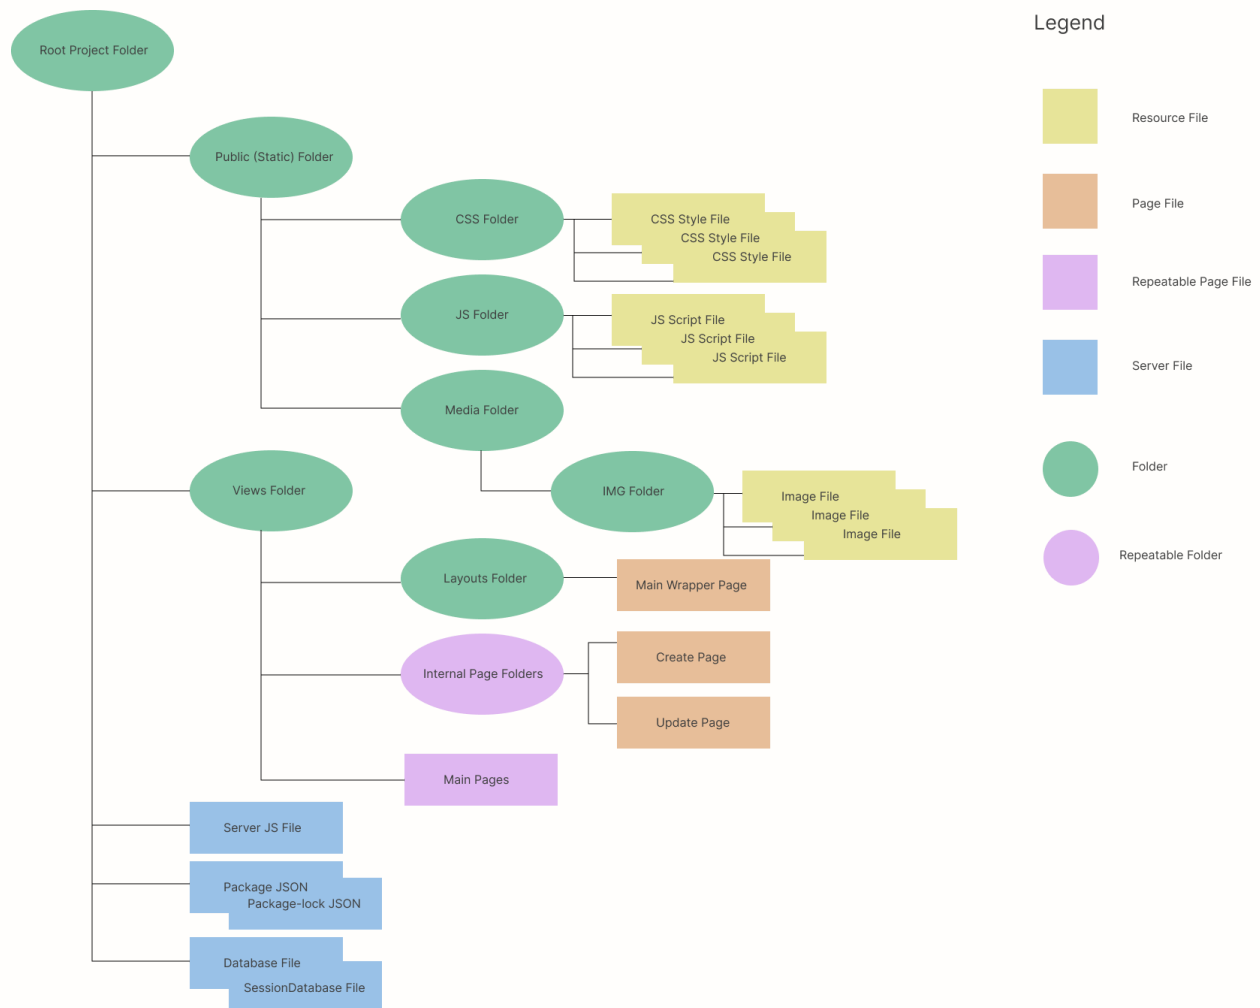 Legend
Root Project Folder
Resource File
Public (Static) Folder
Page File
CSS Folder
CSS Style File
CSS Style File
CSS Style File
Repeatable Page File
JS Folder
JS Script File
JS Script File
JS Script File
Server File
Media Folder
Folder
Views Folder
IMG Folder
Image File
Image File
Image File
Repeatable Folder
Layouts Folder
Main Wrapper Page
Internal Page Folders
Create Page
Update Page
Main Pages
Server JS File
Package JSON
Package-lock JSON
Database File
SessionDatabase File